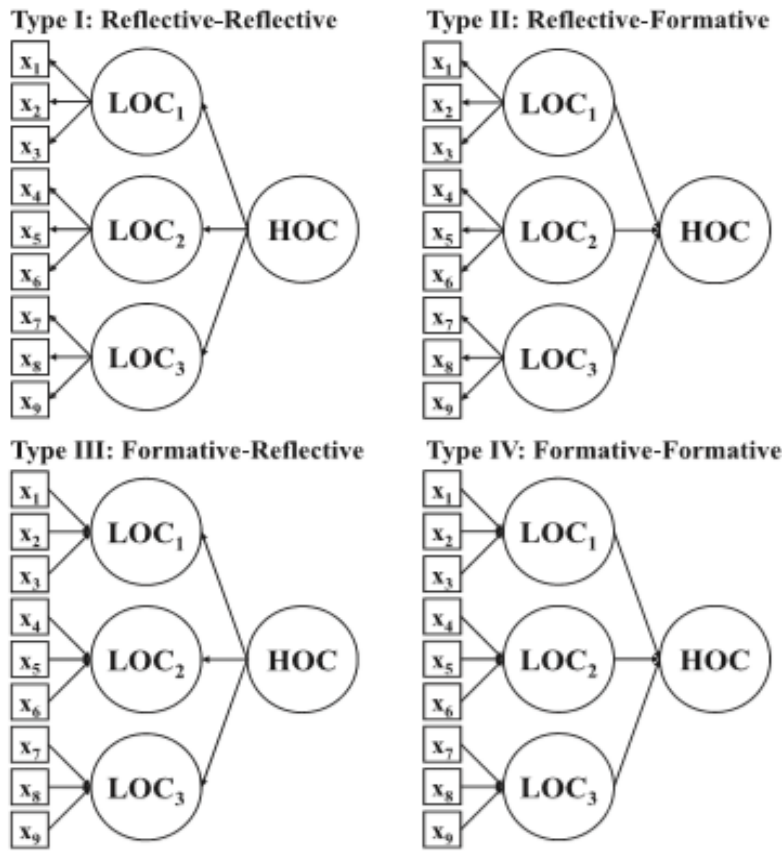 Type I: Reflective-Reflective
x₁
x₂
x₃
x₄
x₅
x₆
x₇
x₈
x₉
LOC₁
LOC₂
LOC₃
HOC
Type II: Reflective-Formative
x₁
x₂
x₃
x₄
x₅
x₆
x₇
x₈
x₉
LOC₁
LOC₂
LOC₃
HOC
Type III: Formative-Reflective
x₁
x₂
x₃
x₄
x₅
x₆
x₇
x₈
x₉
LOC₁
LOC₂
LOC₃
HOC
Type IV: Formative-Formative
x₁
x₂
x₃
x₄
x₅
x₆
x₇
x₈
x₉
LOC₁
LOC₂
LOC₃
HOC